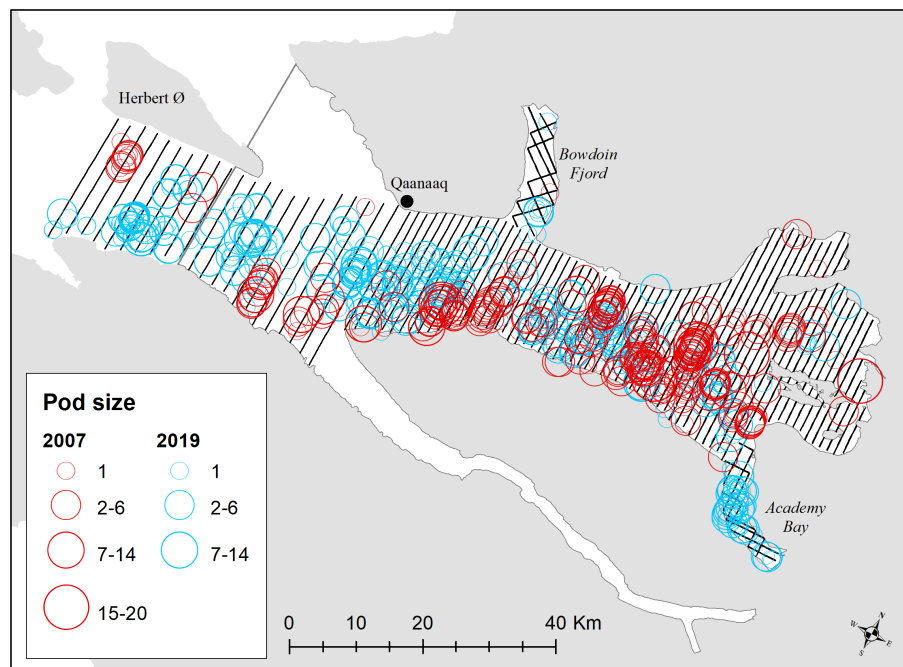 Herbert Ø
Qaanaaq
Bowdoin
Fjord
Academy
Bay
Pod size
2007 2019
1 1
2-6 2-6
7-14 7-14
15-20
0 20 40 Km
N
W
E
S